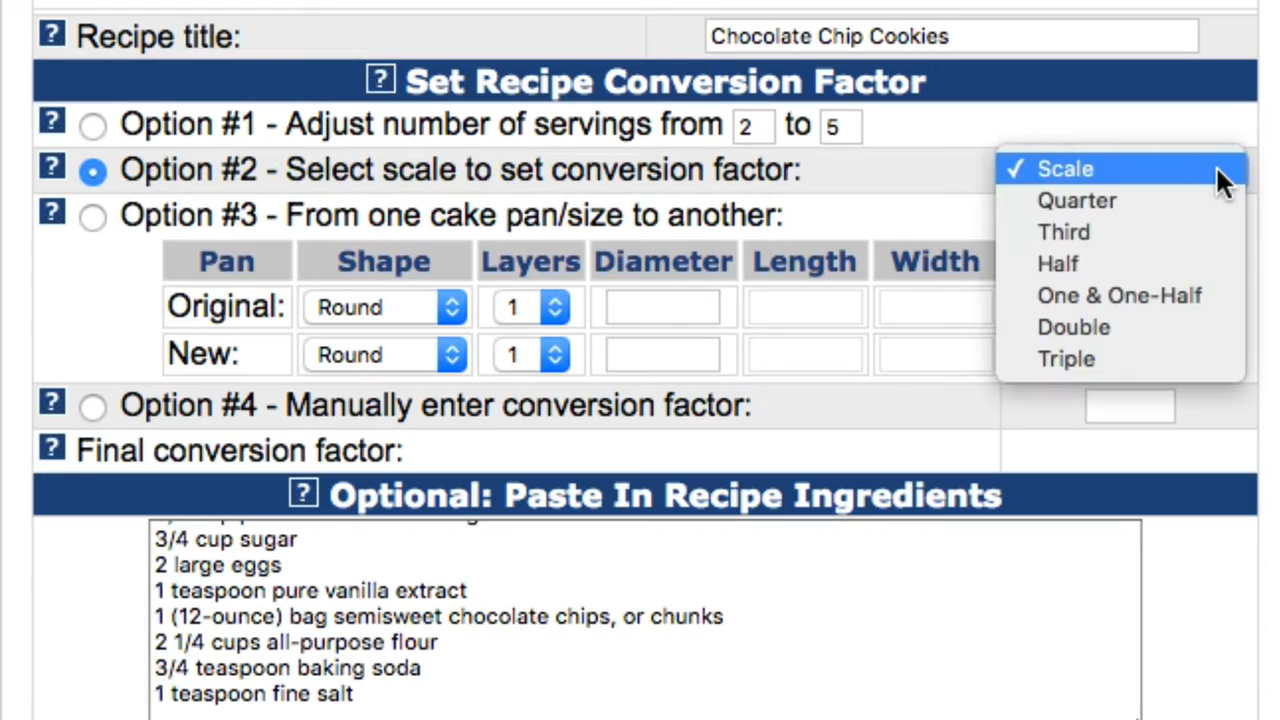 ? Recipe title: Chocolate Chip Cookies
? Set Recipe Conversion Factor
? Option #1 - Adjust number of servings from 2 to 5
? Option #2 - Select scale to set conversion factor:
✓ Scale
Quarter
Third
Half
One & One-Half
Double
Triple
? Option #3 - From one cake pan/size to another:
Pan Shape Layers Diameter Length Width
Original: Round 1
New: Round 1
? Option #4 - Manually enter conversion factor:
? Final conversion factor:
? Optional: Paste In Recipe Ingredients
3/4 cup sugar
2 large eggs
1 teaspoon pure vanilla extract
1 (12-ounce) bag semisweet chocolate chips, or chunks
2 1/4 cups all-purpose flour
3/4 teaspoon baking soda
1 teaspoon fine salt